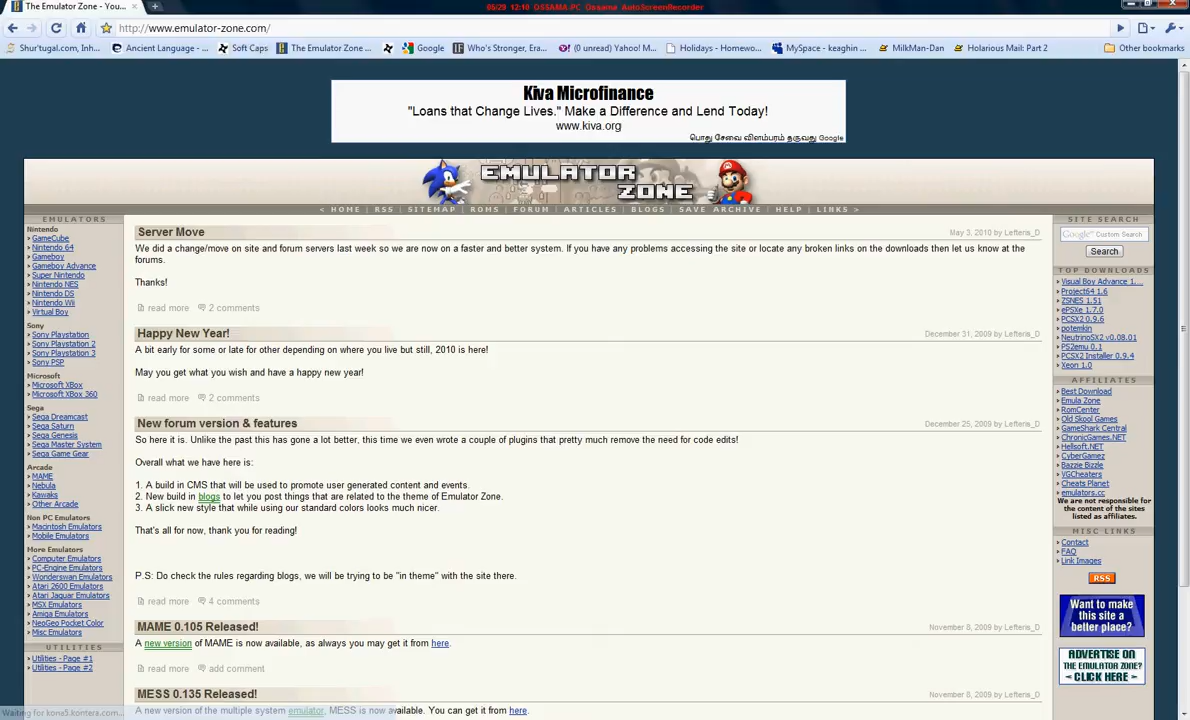 The Emulator Zone - You...
05/29 12:10 OSSAMA-PC Ossama AutoScreenRecorder
http://www.emulator-zone.com/
Shur'tugal.com, Inh...
Ancient Language - ...
Soft Caps
The Emulator Zone ...
Google
Who's Stronger, Era...
(0 unread) Yahoo! M...
Holidays - Homewo...
MySpace - keaghin ...
MilkMan-Dan
Holarious Mail: Part 2
Other bookmarks
Kiva Microfinance
"Loans that Change Lives." Make a Difference and Lend Today!
www.kiva.org
பொது சேவை விளம்பரம் தருவது Google
EMULATOR
ZONE
< HOME | RSS | SITEMAP | ROMS | FORUM | ARTICLES | BLOGS | SAVE ARCHIVE | HELP | LINKS >
EMULATORS
Nintendo
GameCube
Nintendo 64
Gameboy
Gameboy Advance
Super Nintendo
Nintendo NES
Nintendo DS
Nintendo Wii
Virtual Boy
Sony
Sony Playstation
Sony Playstation 2
Sony Playstation 3
Sony PSP
Microsoft
Microsoft XBox
Microsoft XBox 360
Sega
Sega Dreamcast
Sega Saturn
Sega Genesis
Sega Master System
Sega Game Gear
Arcade
MAME
Nebula
Kawaks
Other Arcade
Non PC Emulators
Macintosh Emulators
Mobile Emulators
More Emulators
Computer Emulators
PC-Engine Emulators
Wonderswan Emulators
Atari 2600 Emulators
Atari Jaguar Emulators
MSX Emulators
Amiga Emulators
NeoGeo Pocket Color
Misc Emulators
UTILITIES
Utilities - Page #1
Utilities - Page #2
Server Move
May 3, 2010 by Lefteris_D
We did a change/move on site and forum servers last week so we are now on a faster and better system. If you have any problems accessing the site or locate any broken links on the downloads then let us know at the
forums.
Thanks!
read more 2 comments
Happy New Year!
December 31, 2009 by Lefteris_D
A bit early for some or late for other depending on where you live but still, 2010 is here!
May you get what you wish and have a happy new year!
read more 2 comments
New forum version & features
December 25, 2009 by Lefteris_D
So here it is. Unlike the past this has gone a lot better, this time we even wrote a couple of plugins that pretty much remove the need for code edits!
Overall what we have here is:
1. A build in CMS that will be used to promote user generated content and events.
2. New build in blogs to let you post things that are related to the theme of Emulator Zone.
3. A slick new style that while using our standard colors looks much nicer.
That's all for now, thank you for reading!
P.S: Do check the rules regarding blogs, we will be trying to be "in theme" with the site there.
read more 4 comments
MAME 0.105 Released!
November 8, 2009 by Lefteris_D
A new version of MAME is now available, as always you may get it from here.
read more add comment
MESS 0.135 Released!
November 8, 2009 by Lefteris_D
A new version of the multiple system emulator, MESS is now available. You can get it from here.
SITE SEARCH
Google Custom Search
Search
TOP DOWNLOADS
Visual Boy Advance 1....
Project64 1.6
ZSNES 1.51
ePSXe 1.7.0
PCSX2 0.9.6
potemkin
NeutrinoSX2 v0.08.01
PS2emu 0.1
PCSX2 Installer 0.9.4
Xeon 1.0
AFFILIATES
Best Download
Emula Zone
RomCenter
Old Skool Games
GameShark Central
ChronicGames.NET
Hellsoft.NET
CyberGamez
Bazzie Bizzle
VGCheaters
Cheats Planet
emulators.cc
We are not responsible for
the content of the sites
listed as affiliates.
MISC LINKS
Contact
FAQ
Link Images
RSS
Want to make
this site a
better place?
ADVERTISE ON
THE EMULATOR ZONE?
CLICK HERE
Waiting for kona5.kontera.com...